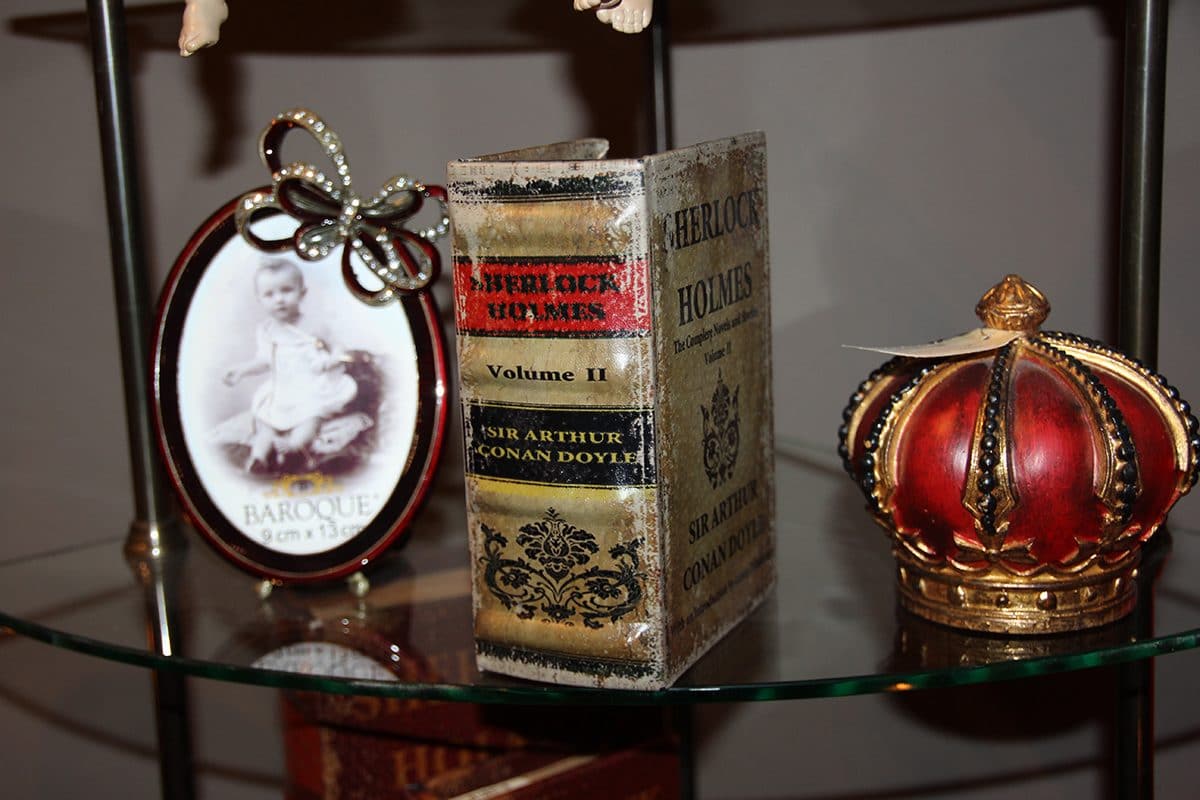 BAROQUE
9 cm x 13 cm
SHERLOCK
HOLMES
Volume II
SIR ARTHUR
CONAN DOYLE
SHERLOCK
HOLMES
The Complete Novels and Stories
Volume II
SIR ARTHUR
CONAN DOYLE